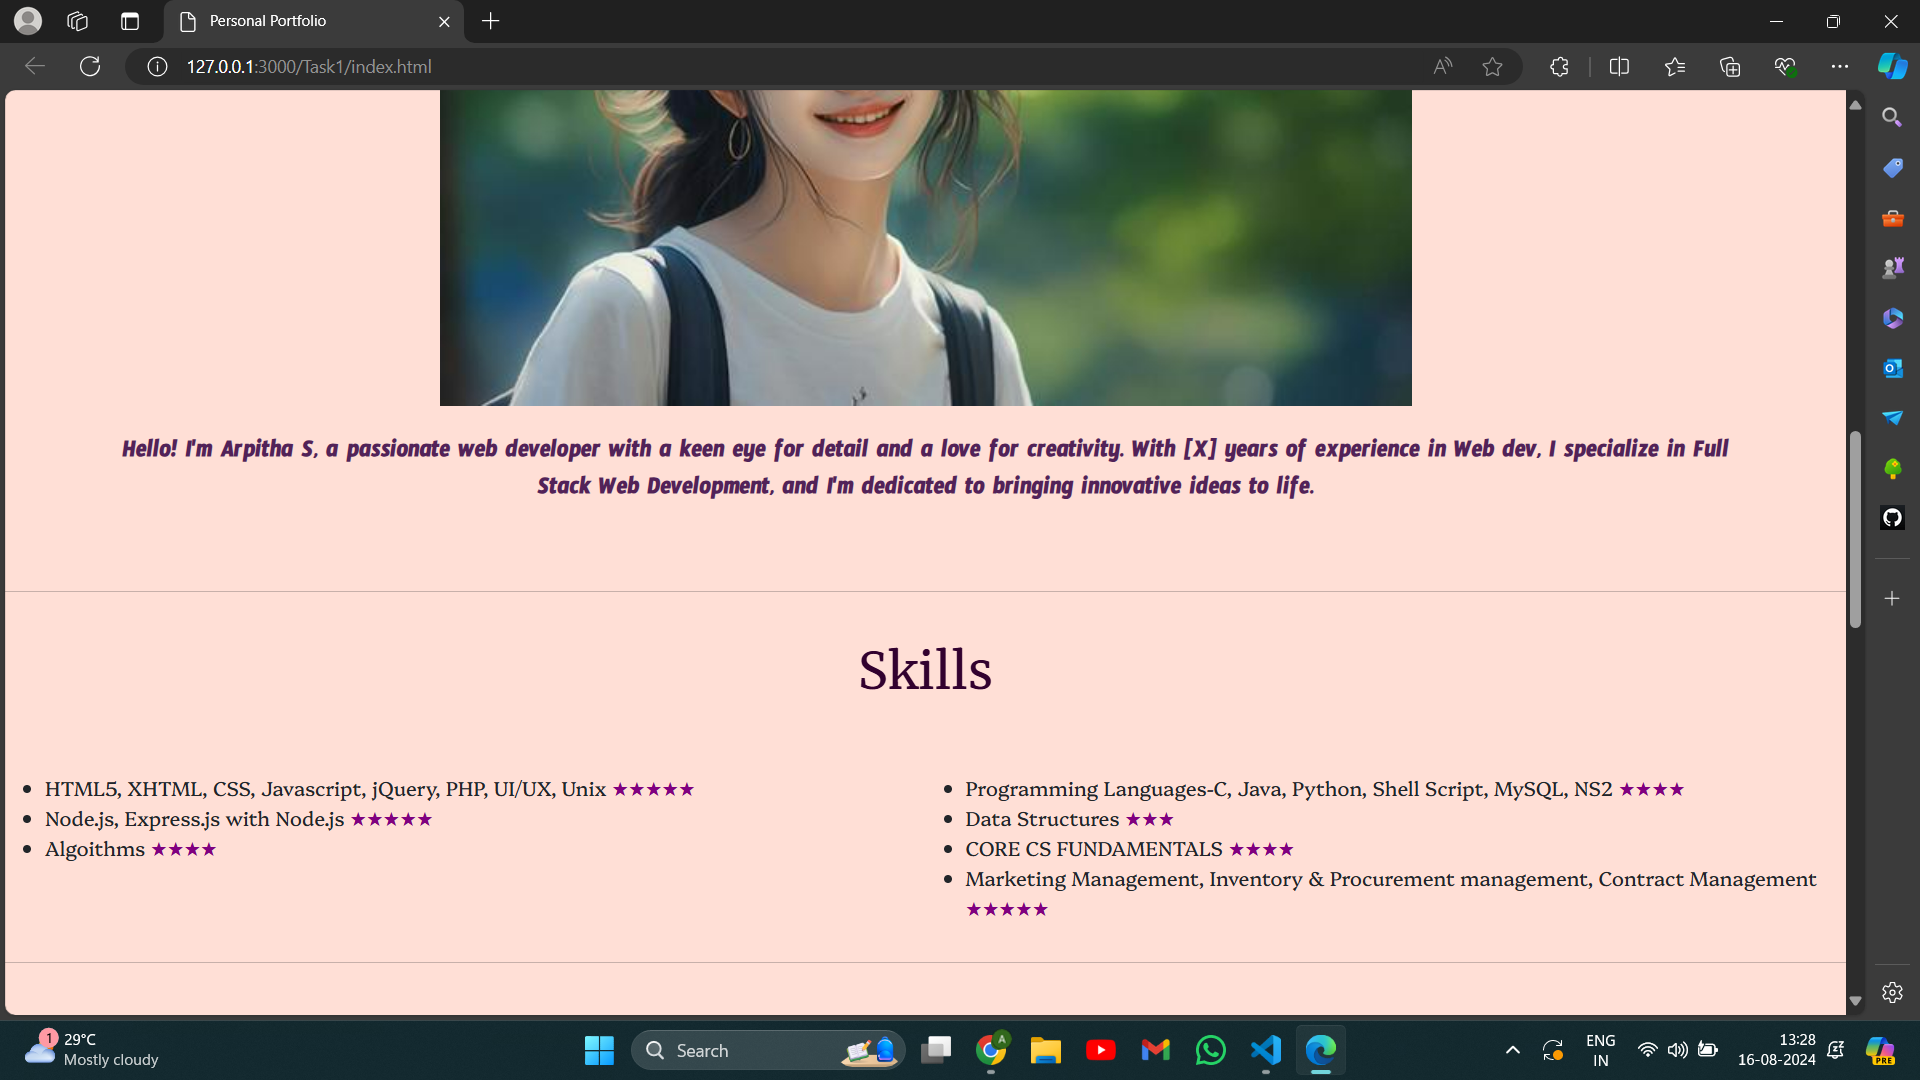 Personal Portfolio
127.0.0.1:3000/Task1/index.html
Hello! I'm Arpitha S, a passionate web developer with a keen eye for detail and a love for creativity. With [X] years of experience in Web dev, I specialize in Full
Stack Web Development, and I'm dedicated to bringing innovative ideas to life.
Skills
• HTML5, XHTML, CSS, Javascript, jQuery, PHP, UI/UX, Unix ★★★★★
• Node.js, Express.js with Node.js ★★★★★
• Algoithms ★★★★
• Programming Languages-C, Java, Python, Shell Script, MySQL, NS2 ★★★★
• Data Structures ★★★
• CORE CS FUNDAMENTALS ★★★★
• Marketing Management, Inventory & Procurement management, Contract Management
★★★★★
1
29°C
Mostly cloudy
Search
A
ENG
IN
13:28
16-08-2024
PRE